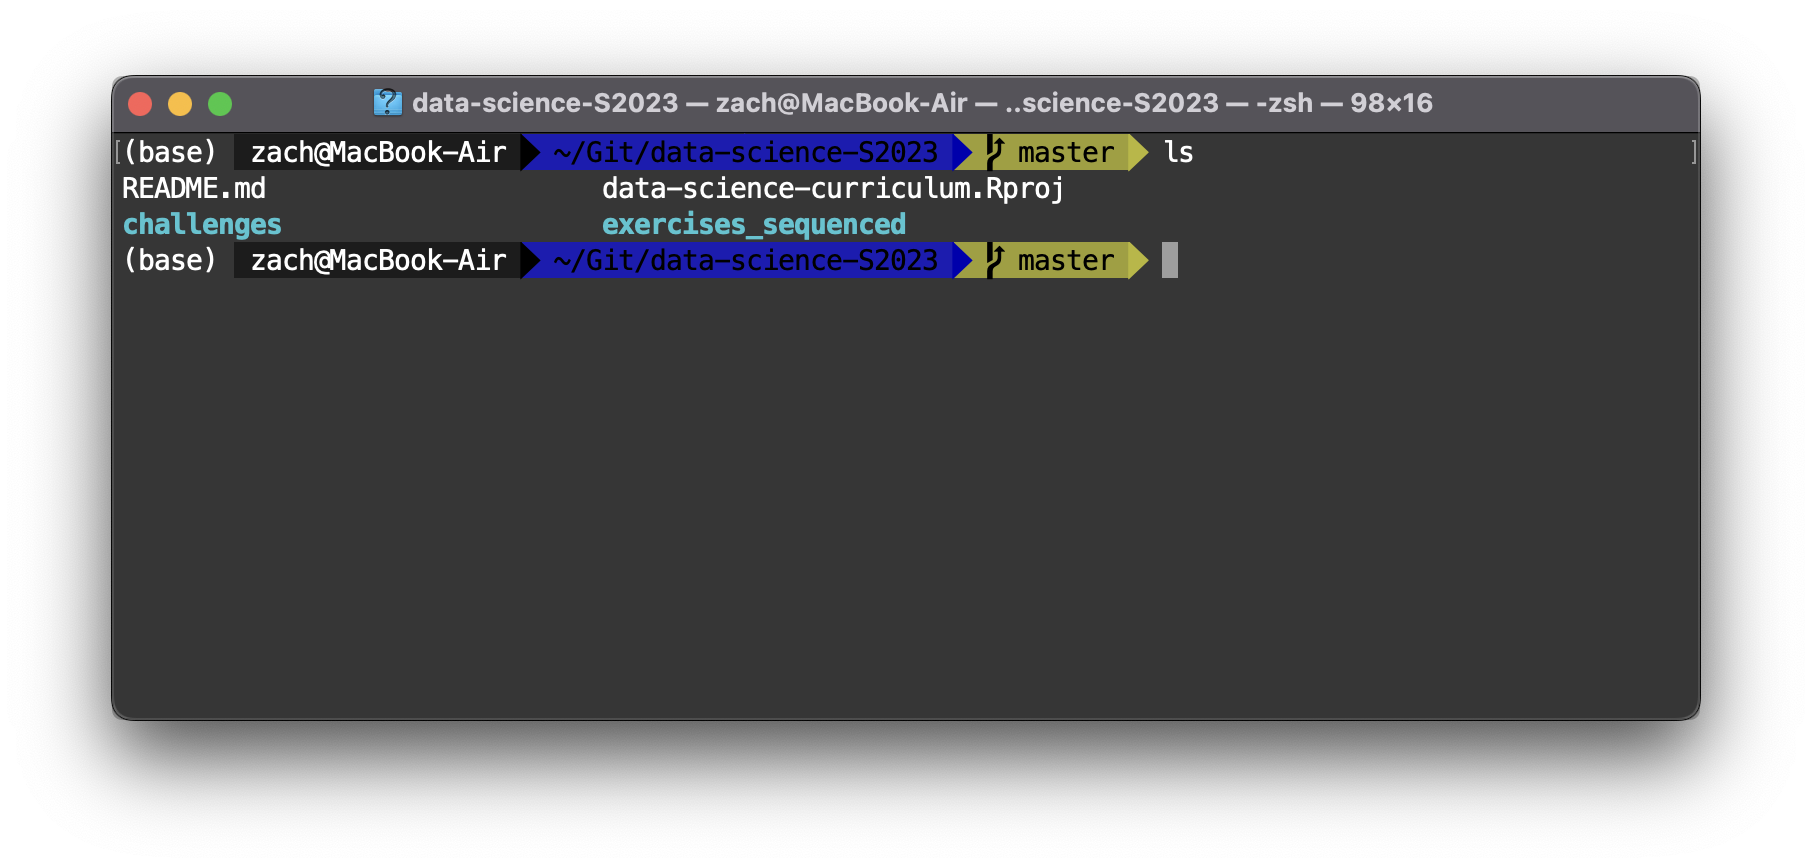 data-science-S2023 — zach@MacBook-Air — ..science-S2023 — -zsh — 98×16
[(base) zach@MacBook-Air ~/Git/data-science-S2023 master ls ]
README.md data-science-curriculum.Rproj
challenges exercises_sequenced
(base) zach@MacBook-Air ~/Git/data-science-S2023 master